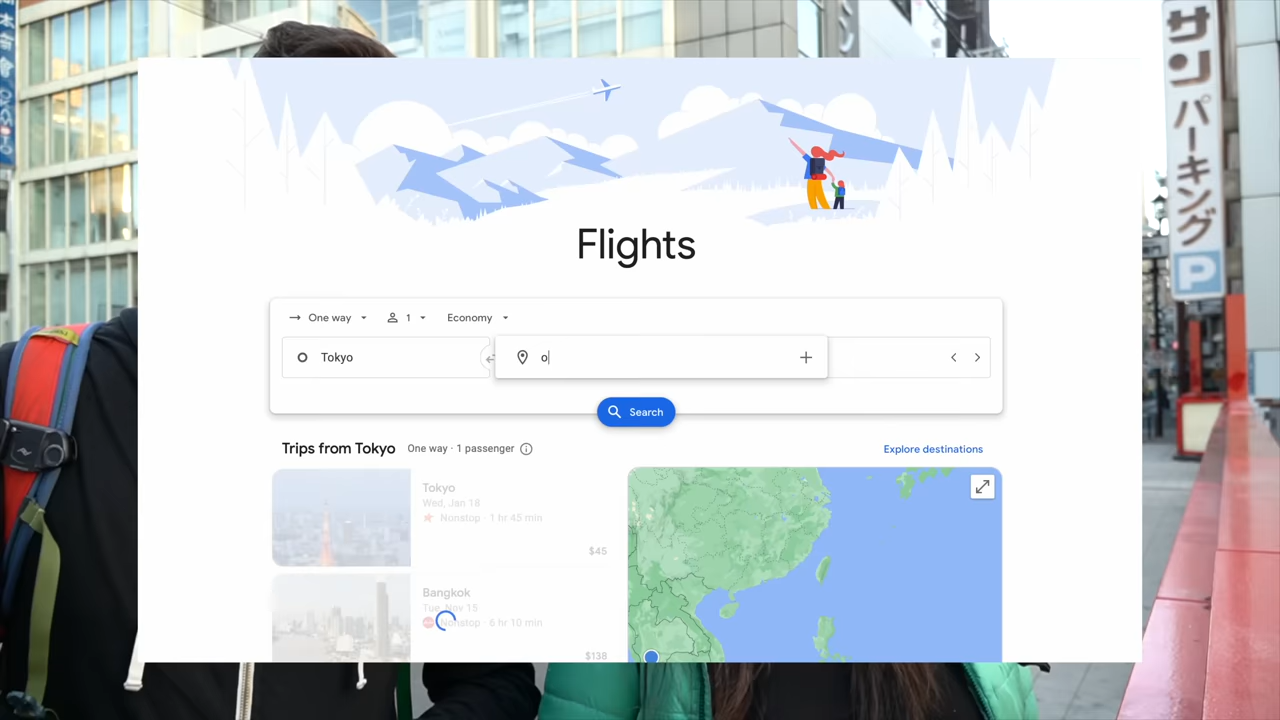 Flights
One way
1
Economy
Tokyo
o
Search
Trips from Tokyo
One way · 1 passenger
Explore destinations
Tokyo
Wed, Jan 18
Nonstop · 1 hr 45 min
$45
Bangkok
Tue, Nov 15
Nonstop · 6 hr 10 min
$138
サンパーキング
P